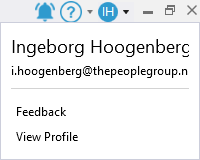 ? IH
Ingeborg Hoogenberg
i.hoogenberg@thepeoplegroup.n
Feedback
View Profile